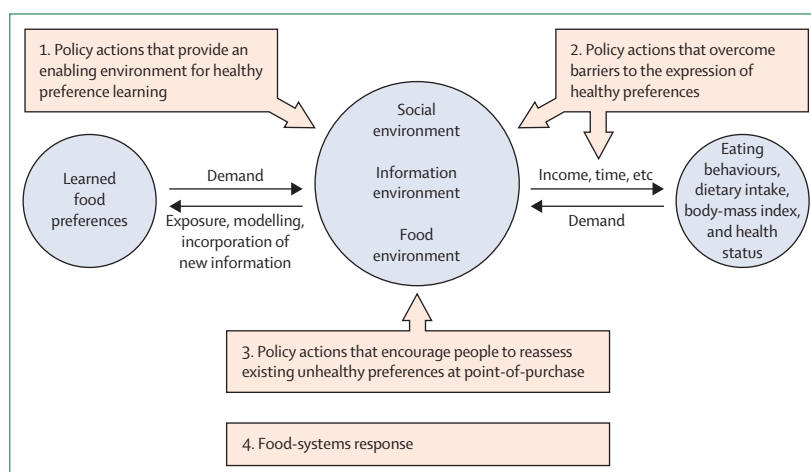 1. Policy actions that provide an
enabling environment for healthy
preference learning
2. Policy actions that overcome
barriers to the expression of
healthy preferences
Learned
food
preferences
Demand
Exposure, modelling,
incorporation of
new information
Social
environment
Information
environment
Food
environment
Income, time, etc
Demand
Eating
behaviours,
dietary intake,
body-mass index,
and health
status
3. Policy actions that encourage people to reassess
existing unhealthy preferences at point-of-purchase
4. Food-systems response